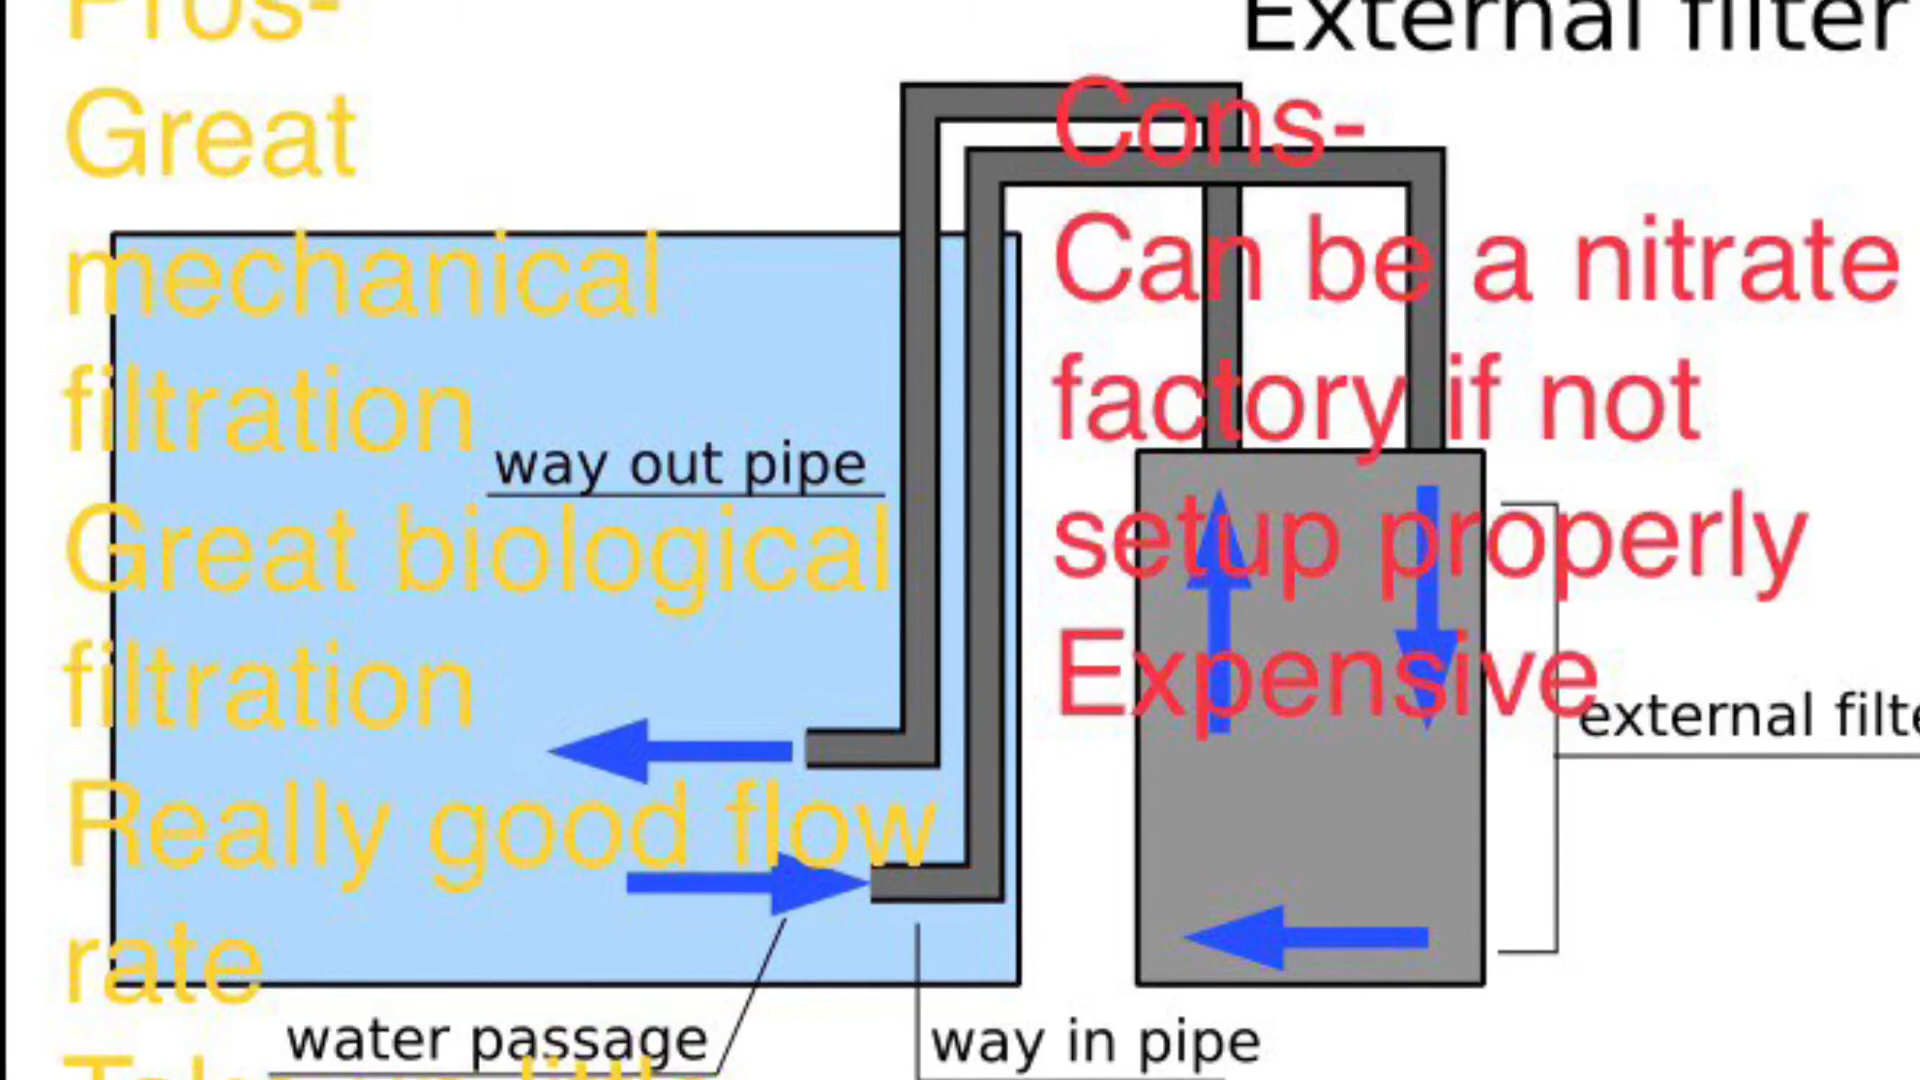 Pros-
Great
mechanical
filtration
Great biological
filtration
Really good flow
rate
External filter
Cons-
Can be a nitrate
factory if not
setup properly
Expensive
way out pipe
external filte
water passage
way in pipe